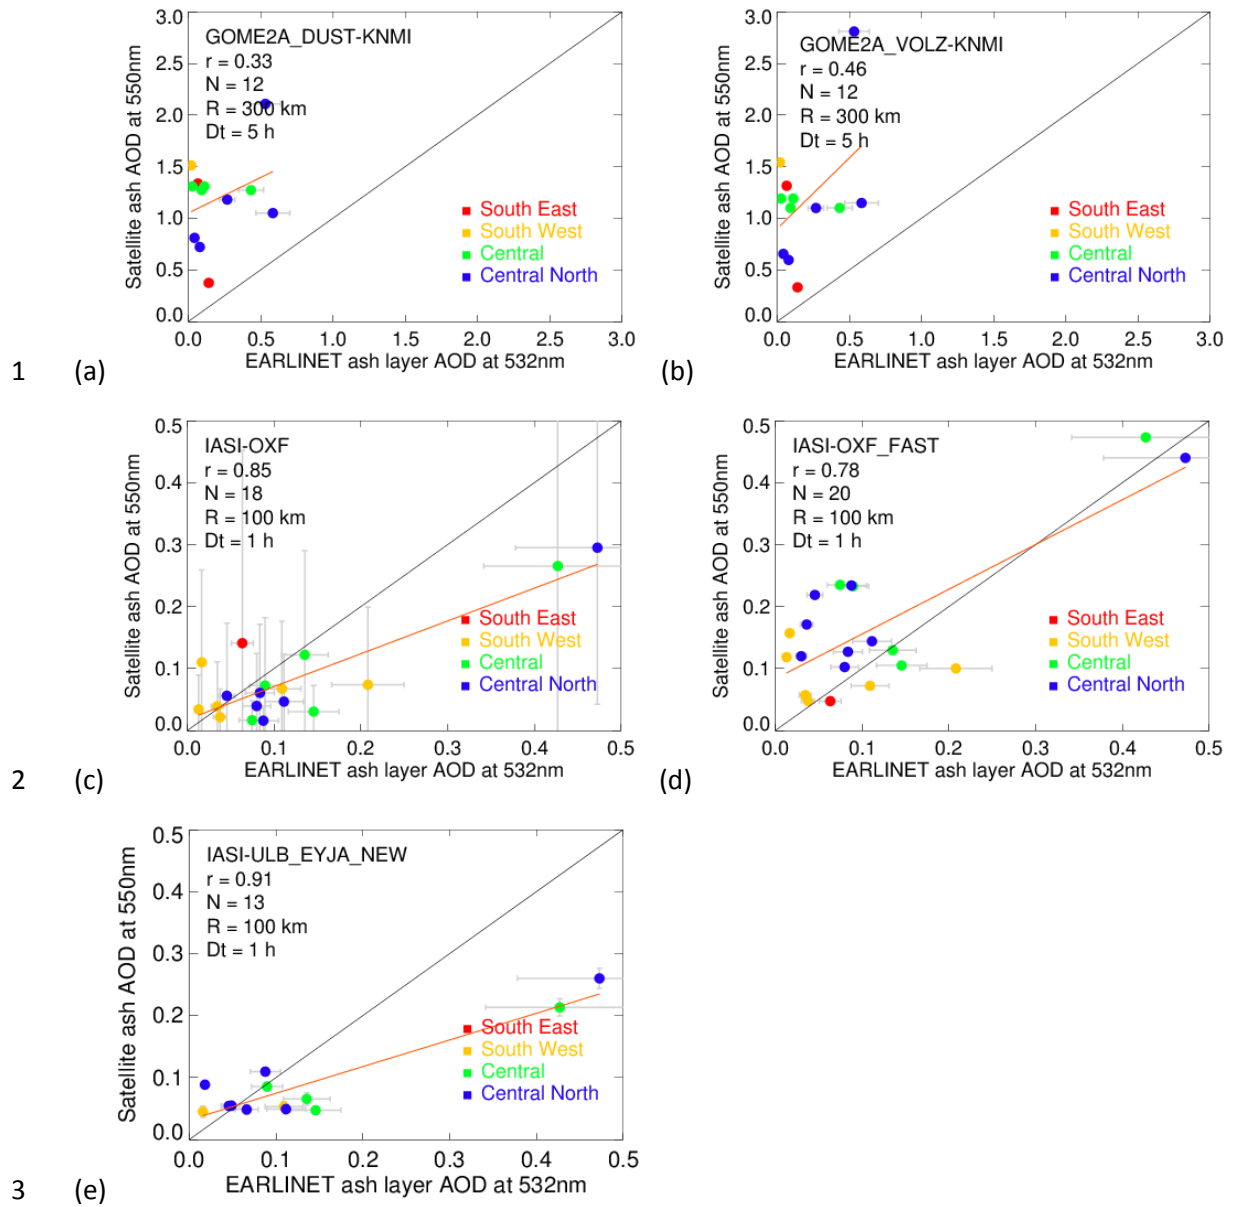 3.0
2.5
2.0
1.5
1.0
0.5
0.0
Satellite ash AOD at 550nm
GOME2A_DUST-KNMI
r = 0.33
N = 12
R = 300 km
Dt = 5 h
South East
South West
Central
Central North
0.0 0.5 1.0 1.5 2.0 2.5 3.0
EARLINET ash layer AOD at 532nm
1 (a)
3.0
2.5
2.0
1.5
1.0
0.5
0.0
Satellite ash AOD at 550nm
GOME2A_VOLZ-KNMI
r = 0.46
N = 12
R = 300 km
Dt = 5 h
South East
South West
Central
Central North
0.0 0.5 1.0 1.5 2.0 2.5 3.0
EARLINET ash layer AOD at 532nm
(b)
0.5
0.4
0.3
0.2
0.1
0.0
Satellite ash AOD at 550nm
IASI-OXF
r = 0.85
N = 18
R = 100 km
Dt = 1 h
South East
South West
Central
Central North
0.0 0.1 0.2 0.3 0.4 0.5
EARLINET ash layer AOD at 532nm
2 (c)
0.5
0.4
0.3
0.2
0.1
0.0
Satellite ash AOD at 550nm
IASI-OXF_FAST
r = 0.78
N = 20
R = 100 km
Dt = 1 h
South East
South West
Central
Central North
0.0 0.1 0.2 0.3 0.4 0.5
EARLINET ash layer AOD at 532nm
(d)
0.5
0.4
0.3
0.2
0.1
0.0
Satellite ash AOD at 550nm
IASI-ULB_EYJA_NEW
r = 0.91
N = 13
R = 100 km
Dt = 1 h
South East
South West
Central
Central North
0.0 0.1 0.2 0.3 0.4 0.5
EARLINET ash layer AOD at 532nm
3 (e)